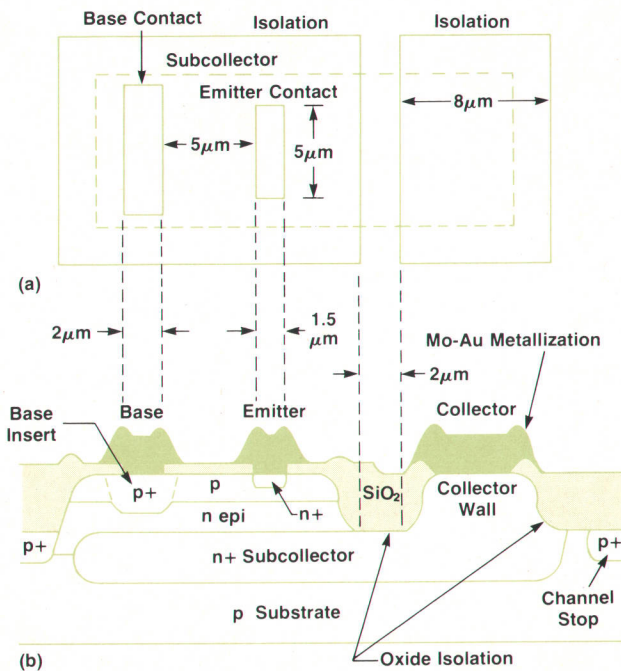 Base Contact
Isolation
Isolation
Subcollector
Emitter Contact
8μm
5μm
5μm
(a)
2μm
1.5
μm
2μm
Mo-Au Metallization
Base
Insert
Base
Emitter
Collector
p+
p
n+
SiO₂
Collector
Wall
n epi
p+
n+ Subcollector
p+
p Substrate
Channel
Stop
Oxide Isolation
(b)